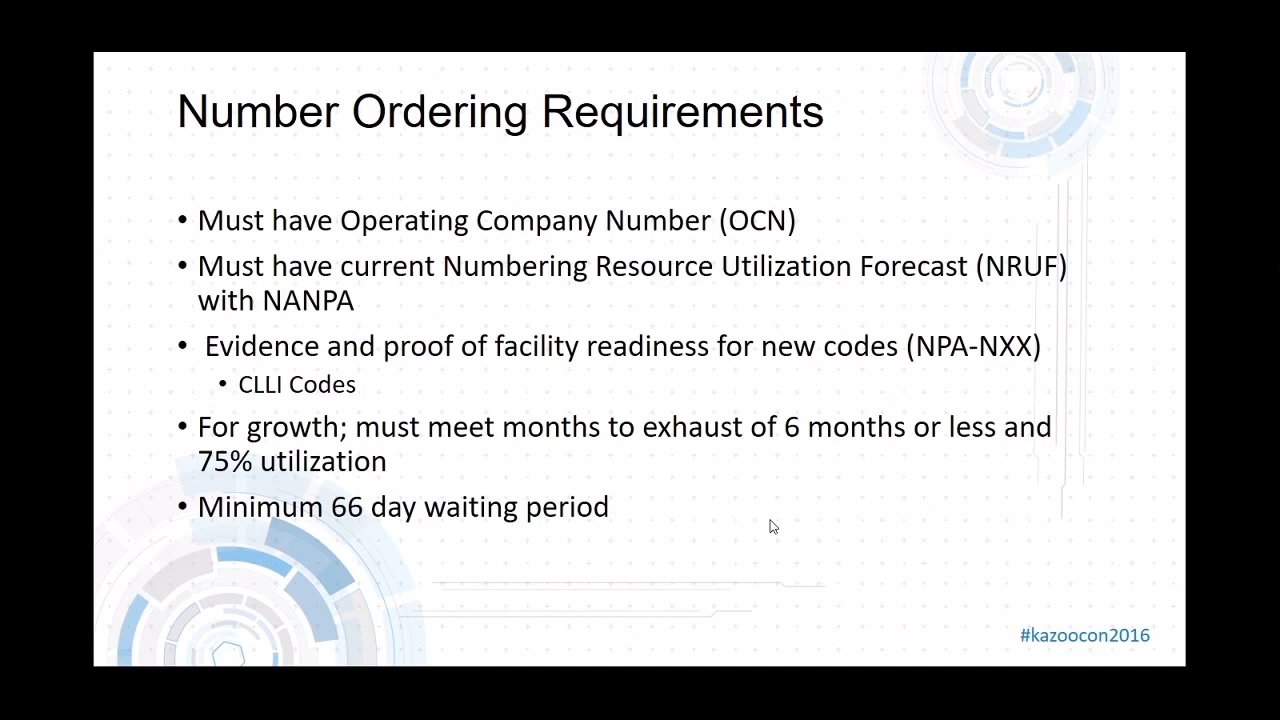 Number Ordering Requirements
• Must have Operating Company Number (OCN)
• Must have current Numbering Resource Utilization Forecast (NRUF)
with NANPA
• Evidence and proof of facility readiness for new codes (NPA-NXX)
• CLLI Codes
• For growth; must meet months to exhaust of 6 months or less and
75% utilization
• Minimum 66 day waiting period
#kazoocon2016